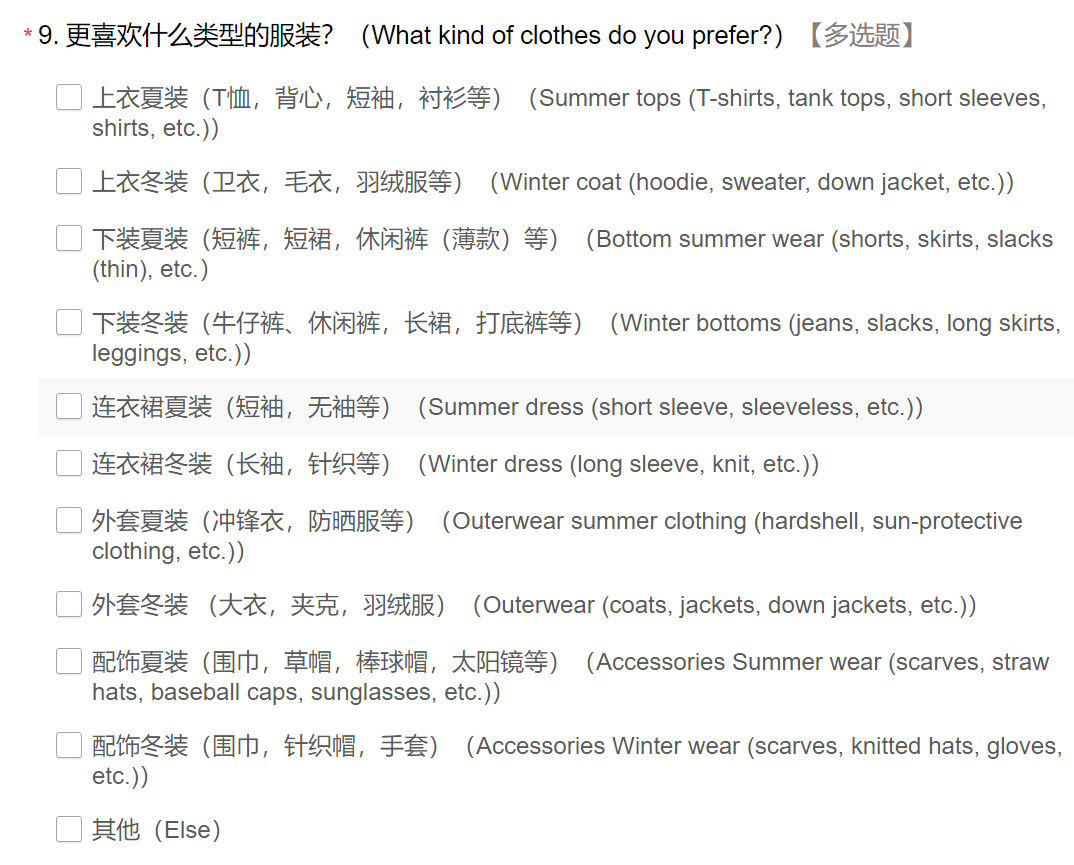 * 9. 更喜欢什么类型的服装？（What kind of clothes do you prefer?）【多选题】
上衣夏装（T恤，背心，短袖，衬衫等）（Summer tops (T-shirts, tank tops, short sleeves,
shirts, etc.)）
上衣冬装（卫衣，毛衣，羽绒服等）（Winter coat (hoodie, sweater, down jacket, etc.)）
下装夏装（短裤，短裙，休闲裤（薄款）等）（Bottom summer wear (shorts, skirts, slacks
(thin), etc.）
下装冬装（牛仔裤、休闲裤，长裙，打底裤等）（Winter bottoms (jeans, slacks, long skirts,
leggings, etc.)）
连衣裙夏装（短袖，无袖等）（Summer dress (short sleeve, sleeveless, etc.)）
连衣裙冬装（长袖，针织等）（Winter dress (long sleeve, knit, etc.)）
外套夏装（冲锋衣，防晒服等）（Outerwear summer clothing (hardshell, sun-protective
clothing, etc.)）
外套冬装 （大衣，夹克，羽绒服）（Outerwear (coats, jackets, down jackets, etc.)）
配饰夏装（围巾，草帽，棒球帽，太阳镜等）（Accessories Summer wear (scarves, straw
hats, baseball caps, sunglasses, etc.)）
配饰冬装（围巾，针织帽，手套）（Accessories Winter wear (scarves, knitted hats, gloves,
etc.)）
其他（Else）